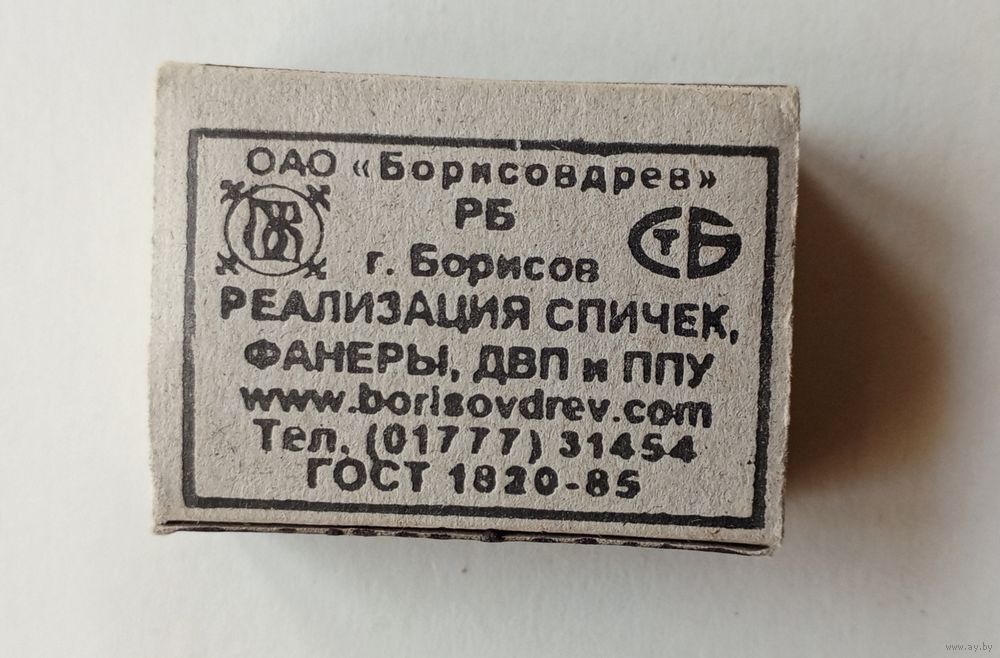 ОАО «Борисовдрев»
РБ
СТБ
г. Борисов
РЕАЛИЗАЦИЯ СПИЧЕК,
ФАНЕРЫ, ДВП и ППУ
www.borisovdrev.com
Тел. (01777) 31454
ГОСТ 1820-85
www.ay.by